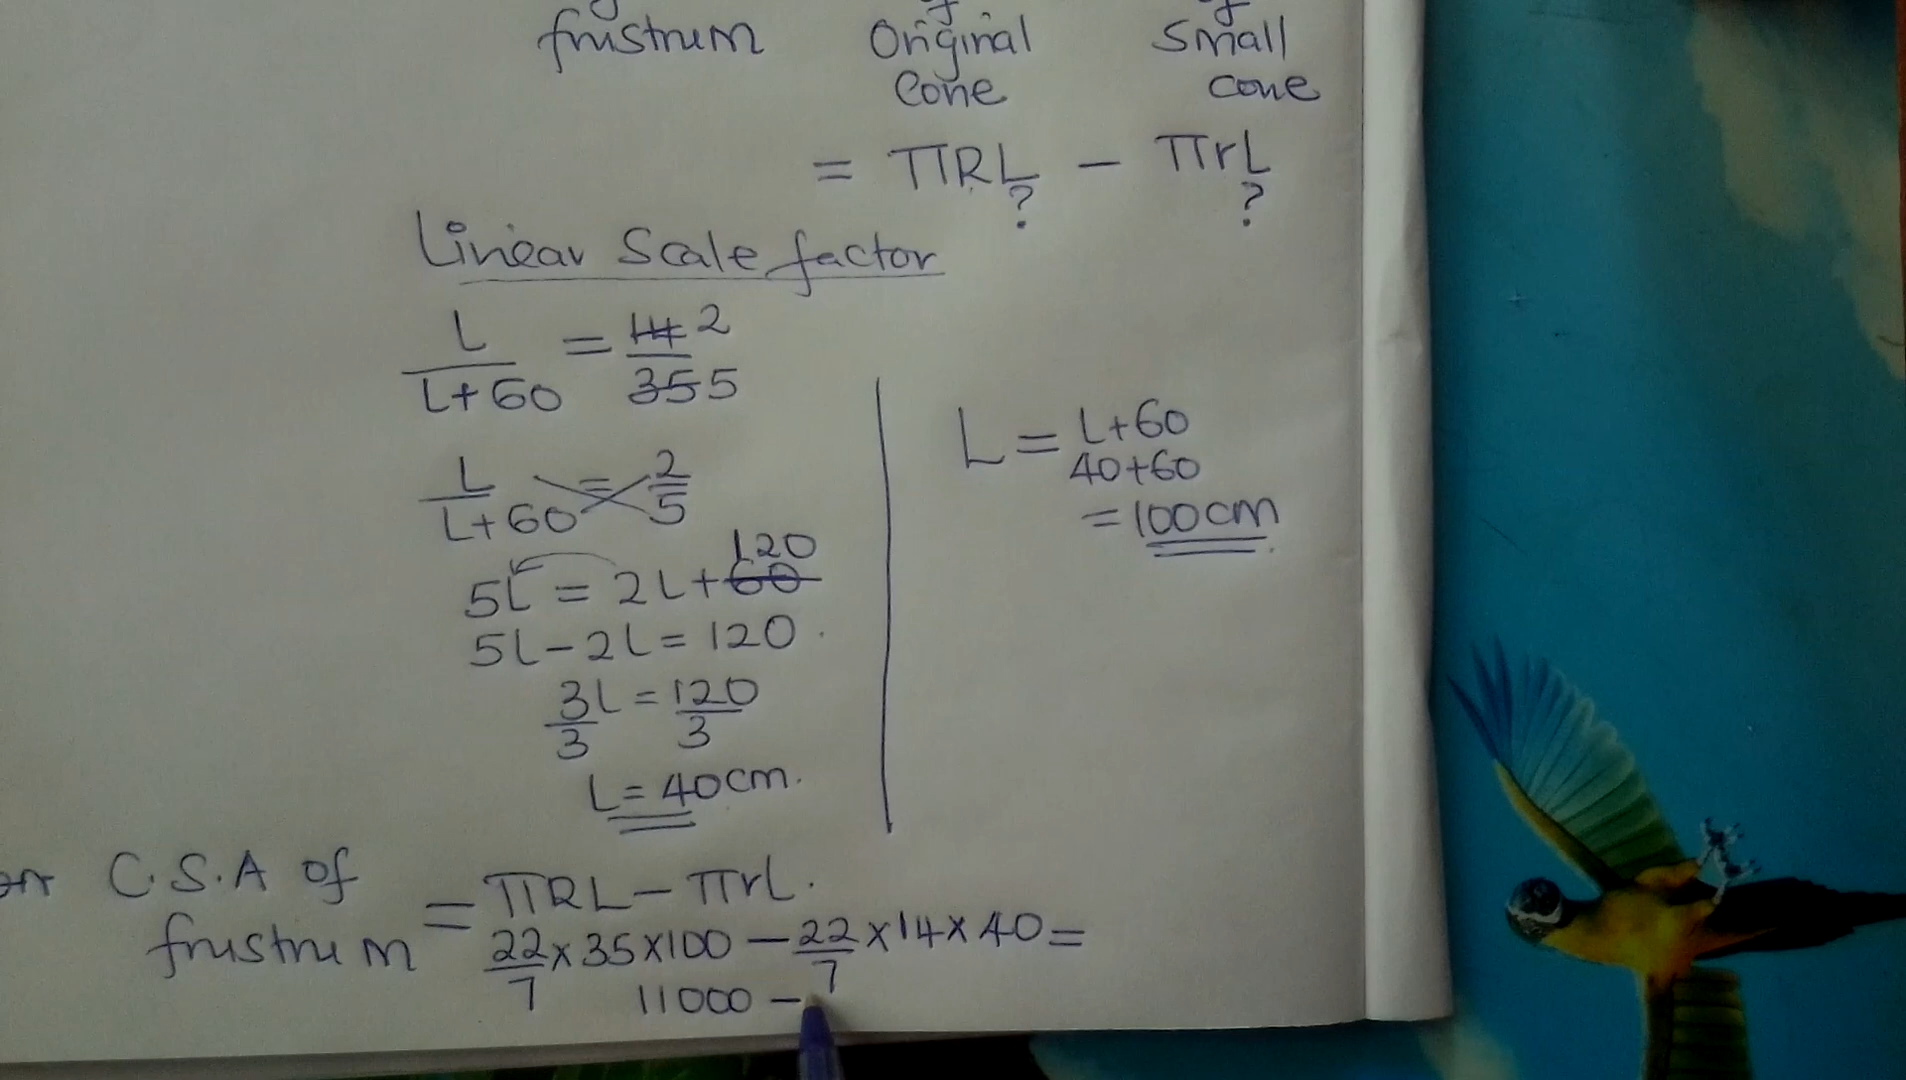 frustrum Original Small
Cone cone
= πRL - πrL
? ?
Linear Scale factor
L/L+60 = 14 2/35 5
L/L+60 = 2/5
120
5L = 2L+60
5L-2L=120.
3L/3 = 120/3
L=40cm.
L = L+60
40+60
=100cm
C.S.A of frustrum = πRL-πrL.
22/7 x 35 x 100 - 22/7 x 14 x 40 =
11000 -